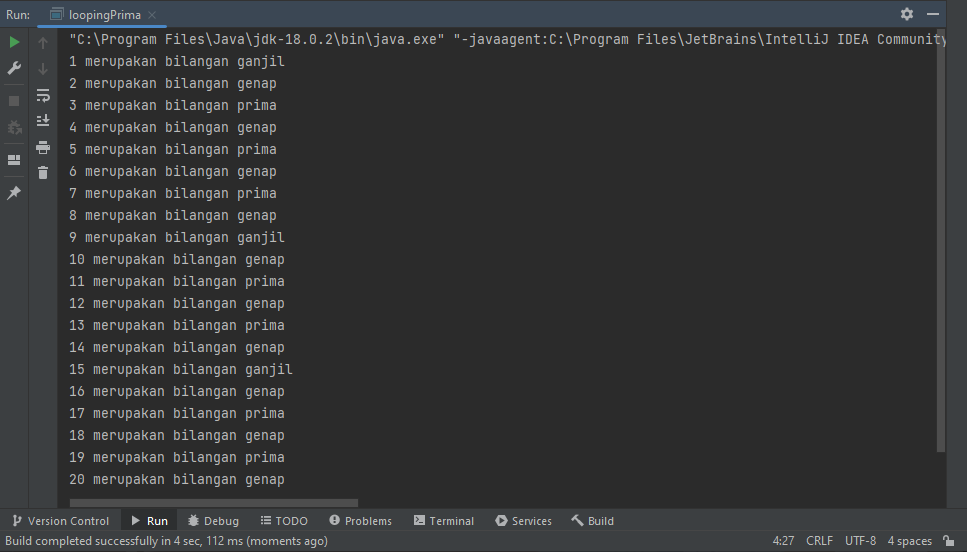 Run: loopingPrima
"C:\Program Files\Java\jdk-18.0.2\bin\java.exe" "-javaagent:C:\Program Files\JetBrains\IntelliJ IDEA Community
1 merupakan bilangan ganjil
2 merupakan bilangan genap
3 merupakan bilangan prima
4 merupakan bilangan genap
5 merupakan bilangan prima
6 merupakan bilangan genap
7 merupakan bilangan prima
8 merupakan bilangan genap
9 merupakan bilangan ganjil
10 merupakan bilangan genap
11 merupakan bilangan prima
12 merupakan bilangan genap
13 merupakan bilangan prima
14 merupakan bilangan genap
15 merupakan bilangan ganjil
16 merupakan bilangan genap
17 merupakan bilangan prima
18 merupakan bilangan genap
19 merupakan bilangan prima
20 merupakan bilangan genap
Version Control Run Debug TODO Problems Terminal Services Build
Build completed successfully in 4 sec, 112 ms (moments ago) 4:27 CRLF UTF-8 4 spaces